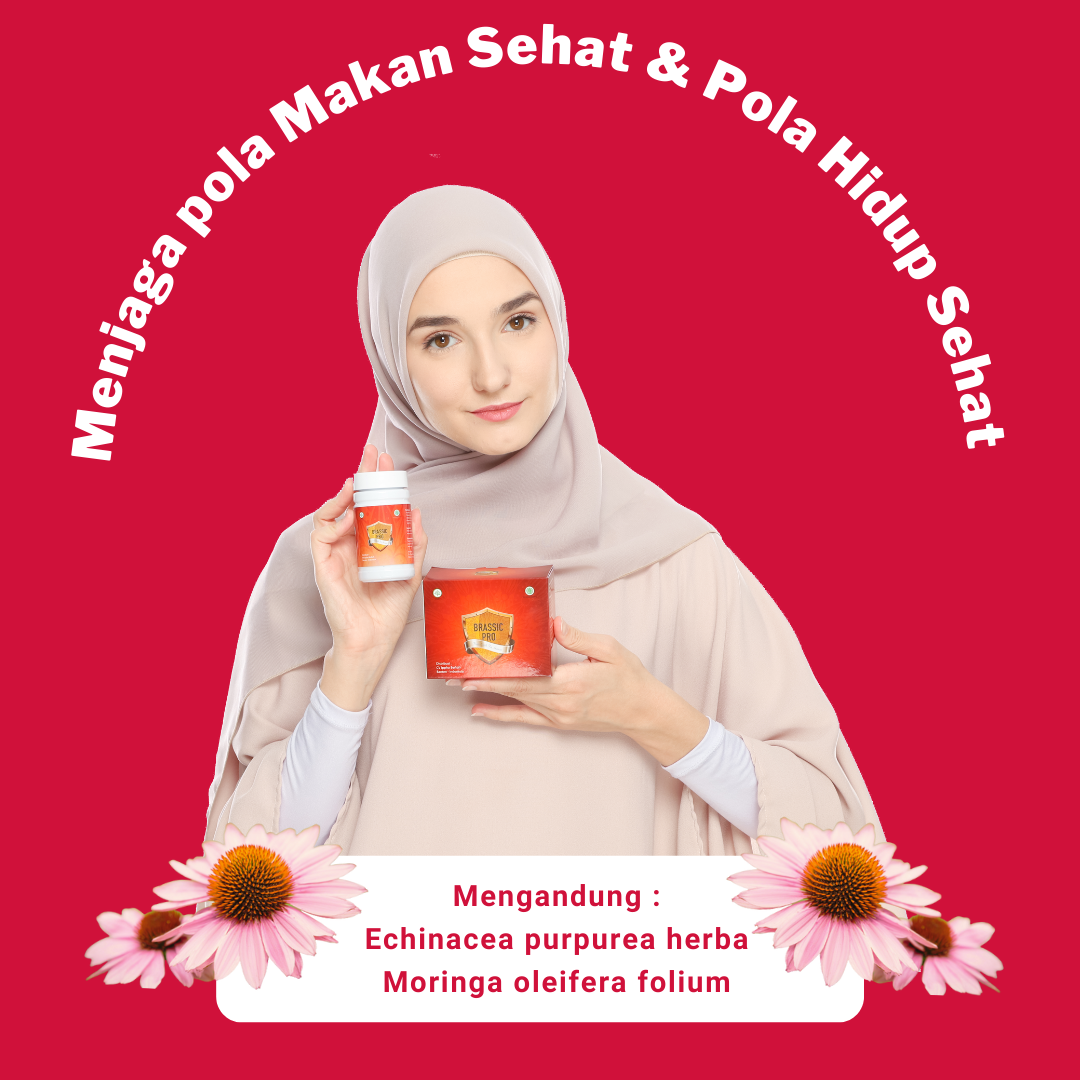 Menjaga pola Makan Sehat & Pola Hidup Sehat
BRASSIC
PRO
BRASSIC
PRO
Mengandung :
Echinacea purpurea herba
Moringa oleifera folium